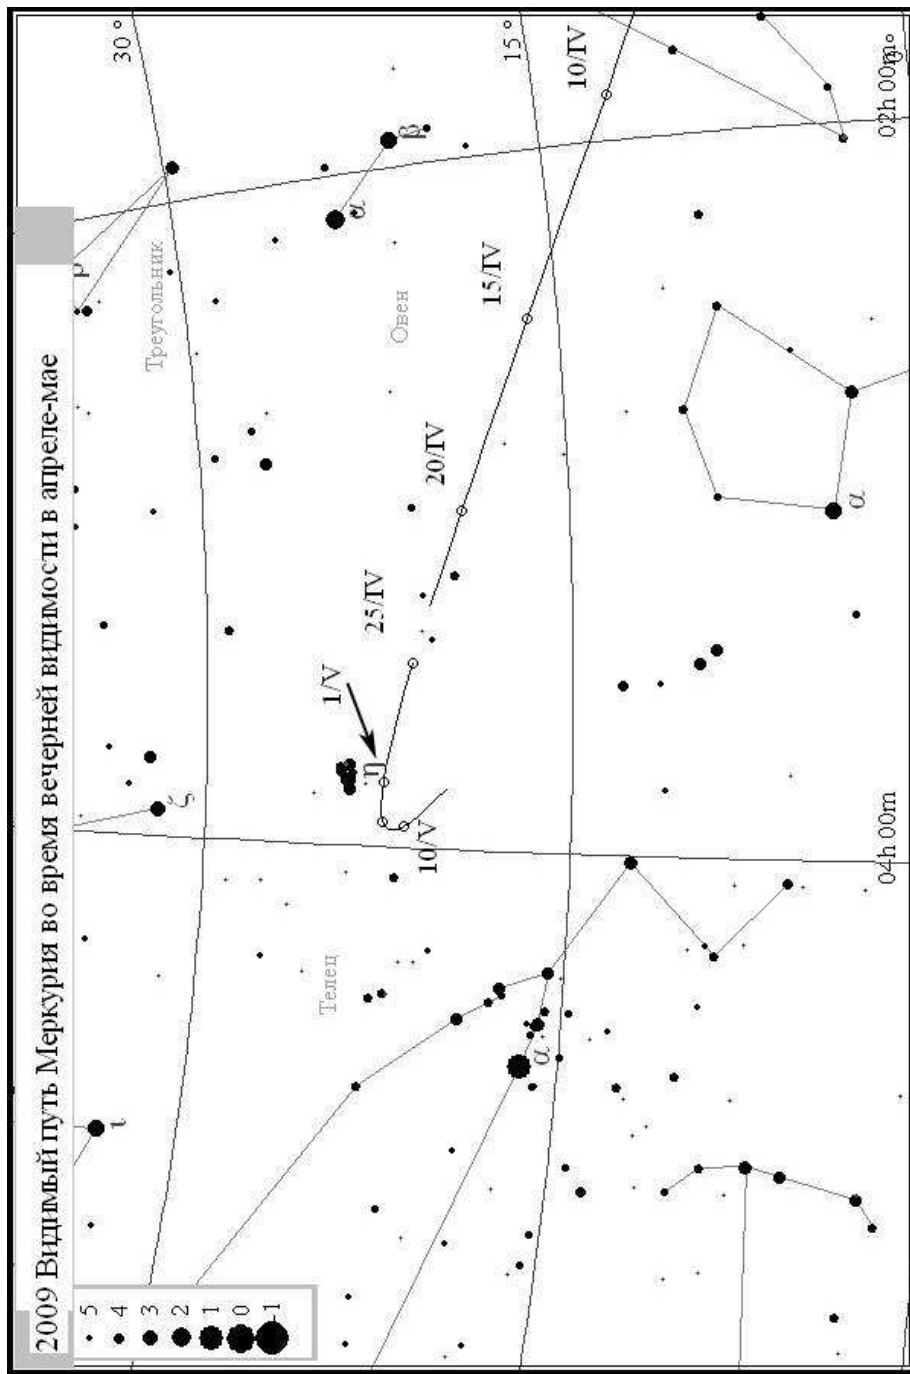 2009 Видимый путь Меркурия во время вечерней видимости в апреле-мае
30°
15°
0°
ρ
Треугольник
α
β
Овен
10/IV
02h 00m
15/IV
20/IV
25/IV
1/V
η
10/V
α
ζ
04h 00m
Телец
α
ι
5
4
3
2
1
0
-1